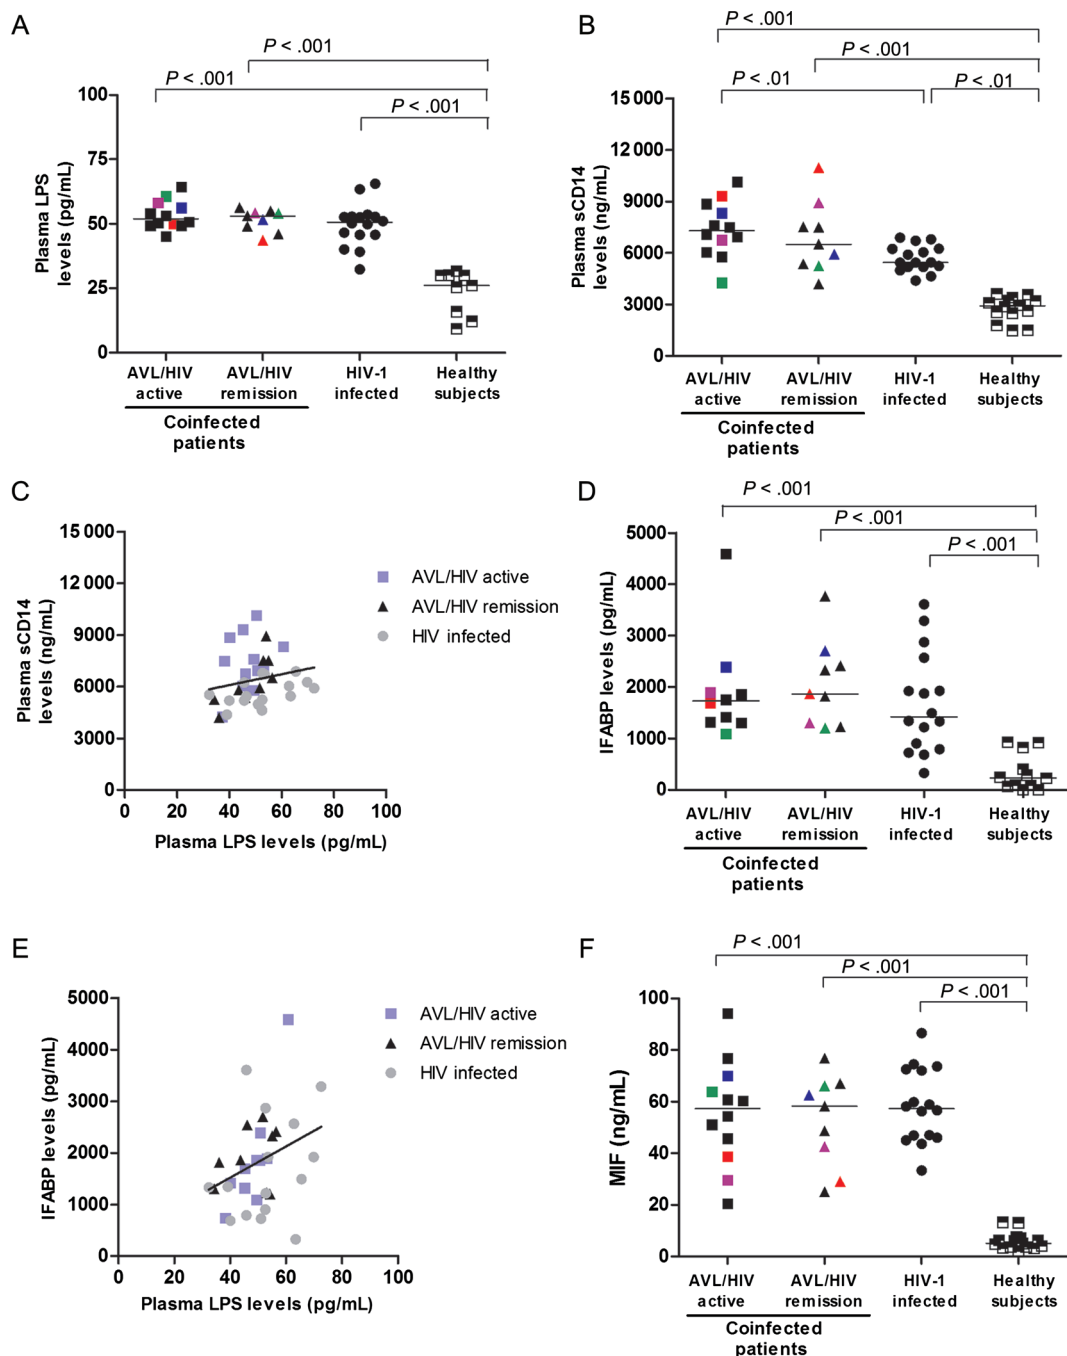 A
P < .001
P < .001
P < .001
Plasma LPS
levels (pg/mL)
100
75
50
25
0
AVL/HIV
active
AVL/HIV
remission
HIV-1
infected
Healthy
subjects
Coinfected
patients
B
P < .001
P < .001
P < .01
P < .01
Plasma sCD14
levels (ng/mL)
15000
12000
9000
6000
3000
0
AVL/HIV
active
AVL/HIV
remission
HIV-1
infected
Healthy
subjects
Coinfected
patients
C
Plasma sCD14
levels (ng/mL)
15000
12000
9000
6000
3000
0
0 20 40 60 80 100
Plasma LPS levels (pg/mL)
AVL/HIV active
AVL/HIV remission
HIV infected
D
P < .001
P < .001
P < .001
IFABP levels (pg/mL)
5000
4000
3000
2000
1000
0
AVL/HIV
active
AVL/HIV
remission
HIV-1
infected
Healthy
subjects
Coinfected
patients
E
IFABP levels (pg/mL)
5000
4000
3000
2000
1000
0
0 20 40 60 80 100
Plasma LPS levels (pg/mL)
AVL/HIV active
AVL/HIV remission
HIV infected
F
P < .001
P < .001
P < .001
MIF (ng/mL)
100
80
60
40
20
0
AVL/HIV
active
AVL/HIV
remission
HIV-1
infected
Healthy
subjects
Coinfected
patients